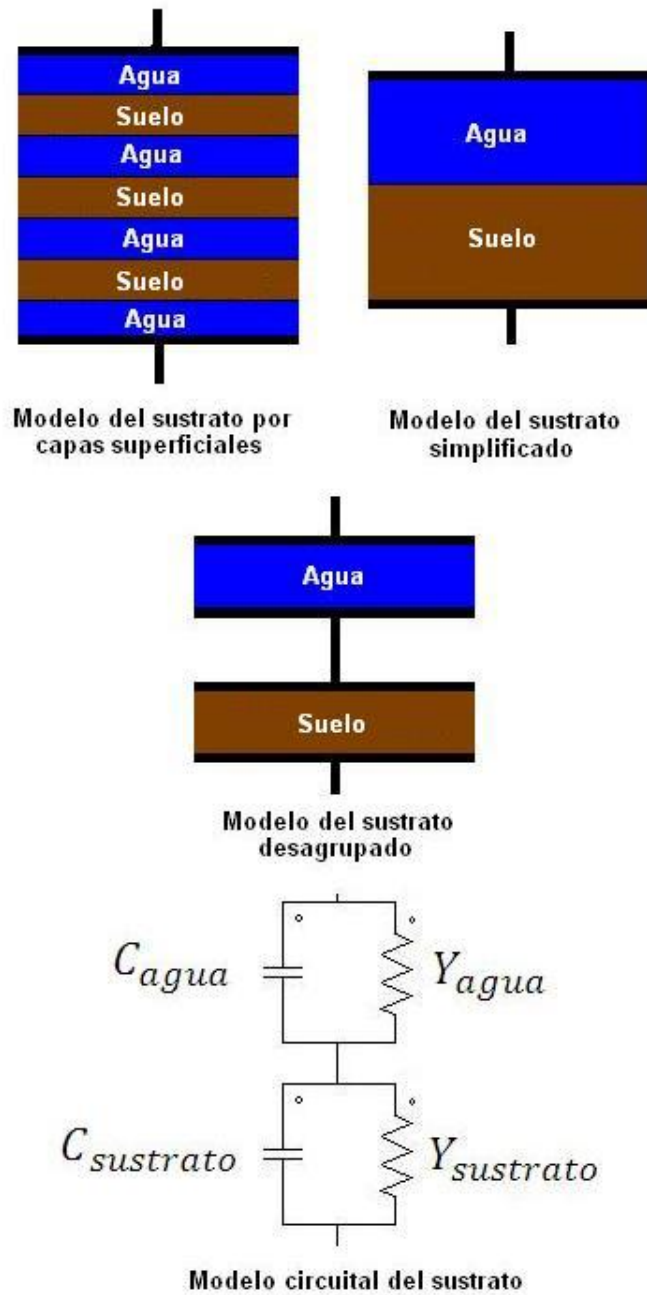 Agua
Suelo
Agua
Suelo
Agua
Suelo
Agua
Modelo del sustrato por
capas superficiales
Agua
Suelo
Modelo del sustrato
simplificado
Agua
Suelo
Modelo del sustrato
desagrupado
C_agua
Y_agua
C_sustrato
Y_sustrato
Modelo circuital del sustrato